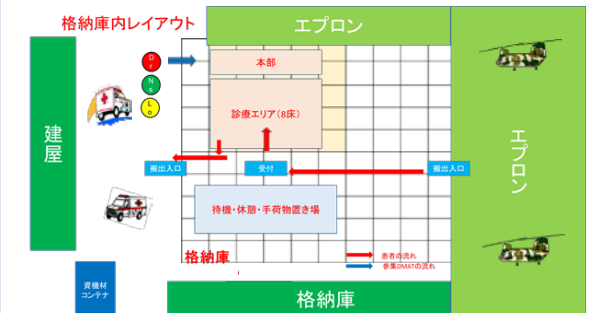 格納庫内レイアウト
エプロン
本部
Dr
Ns
Lo
診療エリア(8床)
建屋
エプロン
搬出入口
受付
搬出入口
待機・休憩・手荷物置き場
格納庫
患者の流れ
参集DMATの流れ
資機材
コンテナ
格納庫